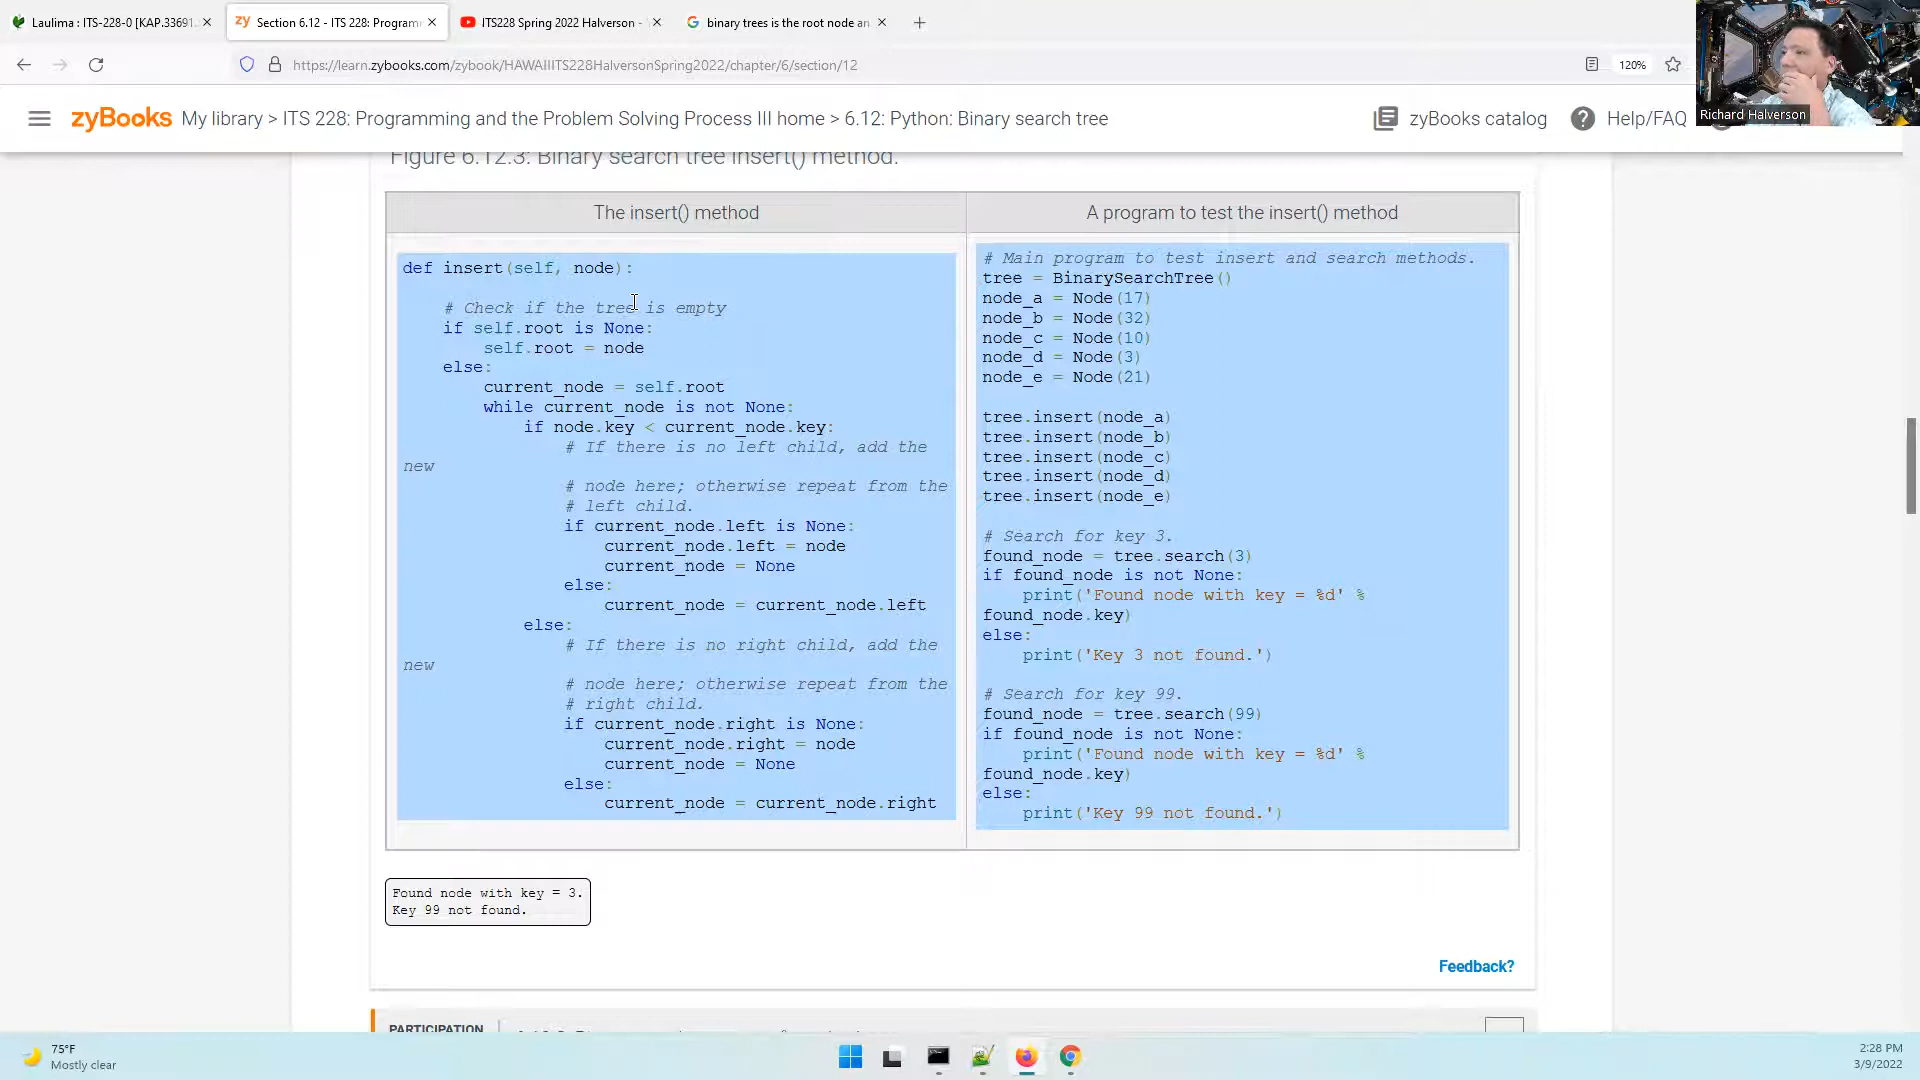 Laulima : ITS-228-0 [KAP.33691.
zy Section 6.12 - ITS 228: Programm
ITS228 Spring 2022 Halverson -
binary trees is the root node an
https://learn.zybooks.com/zybook/HAWAIIITS228HalversonSpring2022/chapter/6/section/12
120%
zyBooks My library > ITS 228: Programming and the Problem Solving Process III home > 6.12: Python: Binary search tree
zyBooks catalog
Help/FAQ
Richard Halverson
Figure 6.12.3: Binary search tree insert() method.
The insert() method
def insert(self, node):
# Check if the tree is empty
if self.root is None:
self.root = node
else:
current_node = self.root
while current_node is not None:
if node.key < current_node.key:
# If there is no left child, add the
new
# node here; otherwise repeat from the
# left child.
if current_node.left is None:
current_node.left = node
current_node = None
else:
current_node = current_node.left
else:
# If there is no right child, add the
new
# node here; otherwise repeat from the
# right child.
if current_node.right is None:
current_node.right = node
current_node = None
else:
current_node = current_node.right
A program to test the insert() method
# Main program to test insert and search methods.
tree = BinarySearchTree()
node_a = Node(17)
node_b = Node(32)
node_c = Node(10)
node_d = Node(3)
node_e = Node(21)
tree.insert(node_a)
tree.insert(node_b)
tree.insert(node_c)
tree.insert(node_d)
tree.insert(node_e)
# Search for key 3.
found_node = tree.search(3)
if found_node is not None:
print('Found node with key = %d' %
found_node.key)
else:
print('Key 3 not found.')
# Search for key 99.
found_node = tree.search(99)
if found_node is not None:
print('Found node with key = %d' %
found_node.key)
else:
print('Key 99 not found.')
Found node with key = 3.
Key 99 not found.
Feedback?
PARTICIPATION
75°F
Mostly clear
2:28 PM
3/9/2022